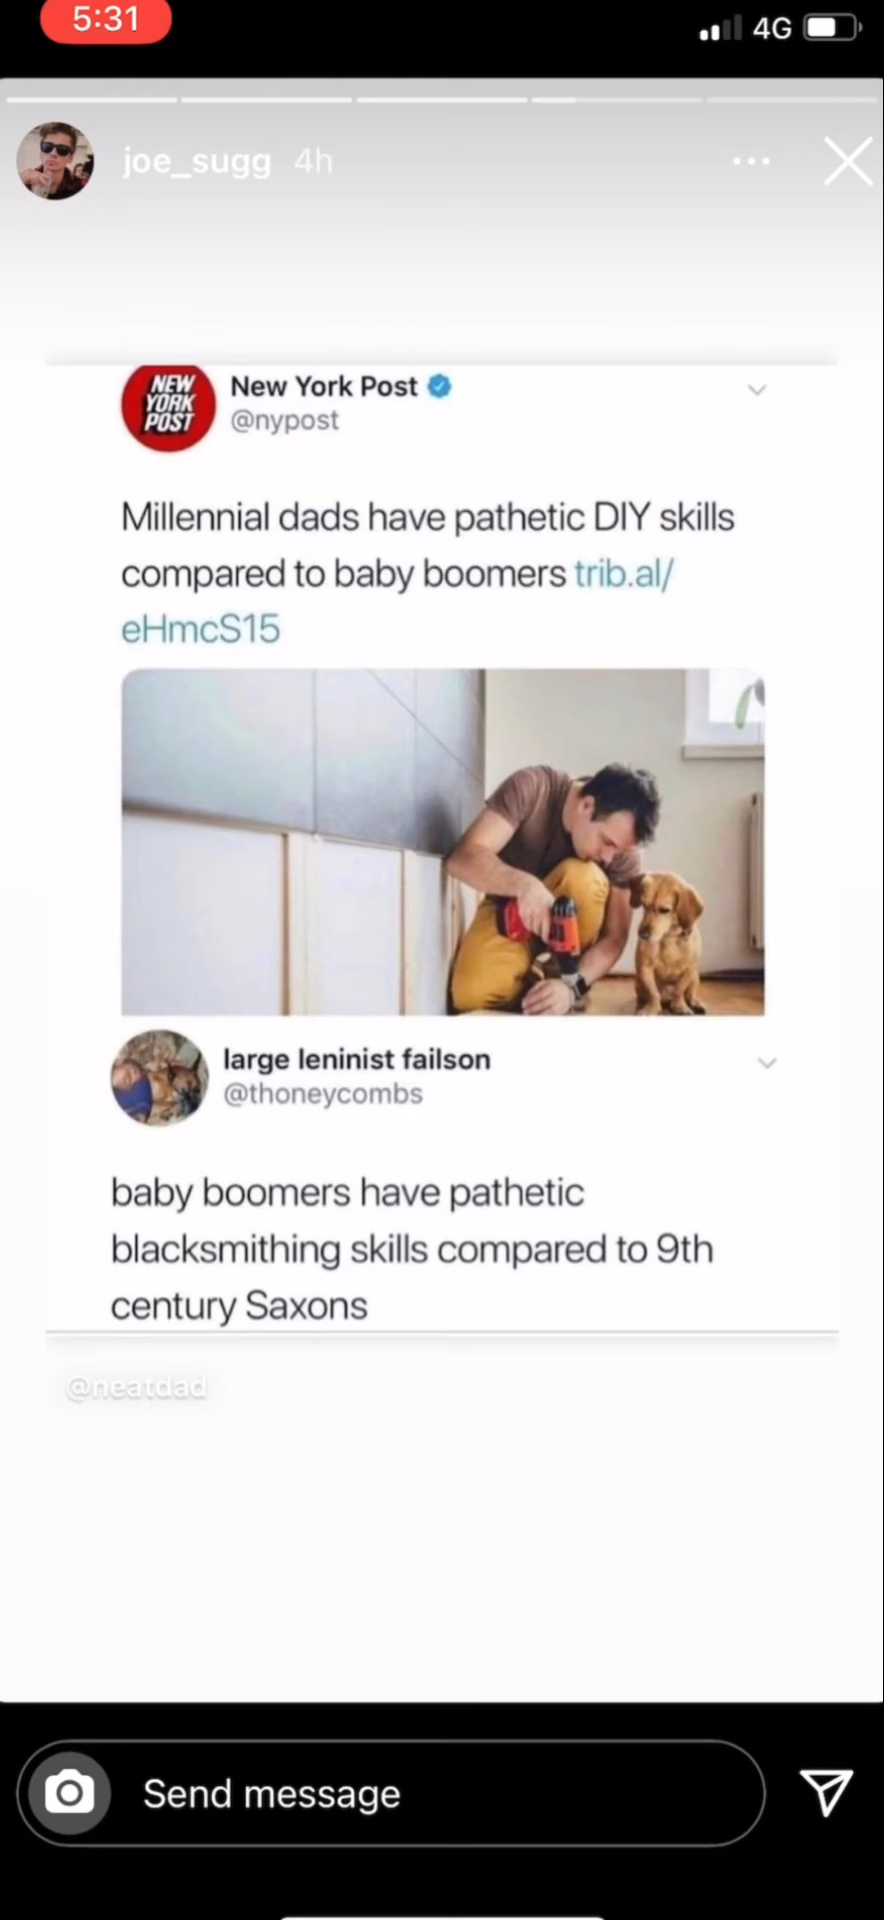 5:31
4G
joe_sugg 4h
NEW
YORK
POST
New York Post
@nypost
Millennial dads have pathetic DIY skills
compared to baby boomers trib.al/
eHmcS15
large leninist failson
@thoneycombs
baby boomers have pathetic
blacksmithing skills compared to 9th
century Saxons
@neatdad
Send message